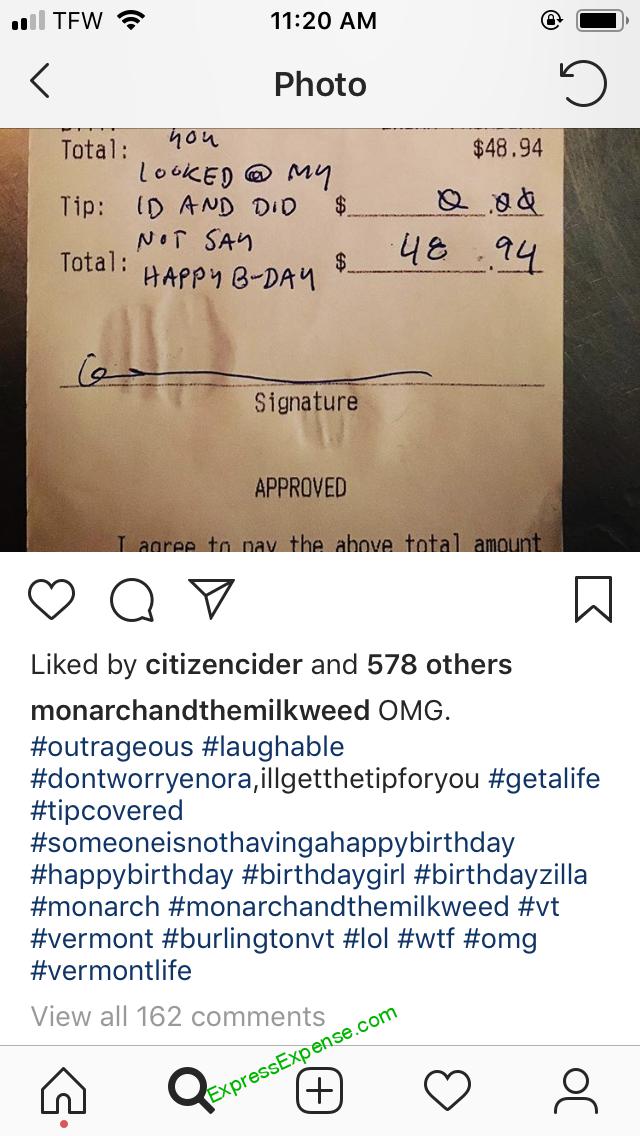 TFW 11:20 AM
Photo
Total: you $48.94
LOOKED @ MY
Tip: ID AND DID $ 0.00
NOT SAY
Total: $ 48.94
HAPPY B-DAY
Signature
APPROVED
I agree to pay the above total amount
Liked by citizencider and 578 others
monarchandthemilkweed OMG.
#outrageous #laughable
#dontworryenora,illgetthetipforyou #getalife
#tipcovered
#someoneisnothavingahappybirthday
#happybirthday #birthdaygirl #birthdayzilla
#monarch #monarchandthemilkweed #vt
#vermont #burlingtonvt #lol #wtf #omg
#vermontlife
View all 162 comments
ExpressExpense.com